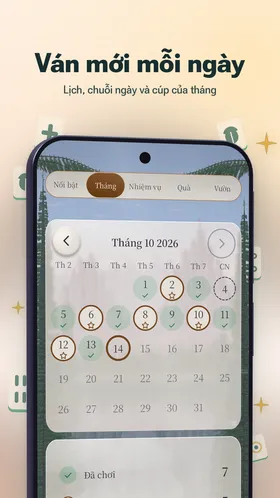 Ván mới mỗi ngày
Lịch, chuỗi ngày và cúp của tháng
Nổi bật Tháng Nhiệm vụ Quà Vườn
Tháng 10 2026
Th 2 Th 3 Th 4 Th 5 Th 6 Th 7 CN
1 2 3 4
5 6 7 8 9 10 11
12 13 14 15 16 17 18
19 20 21 22 23 24 25
26 27 28 29 30 31
Đã chơi 7